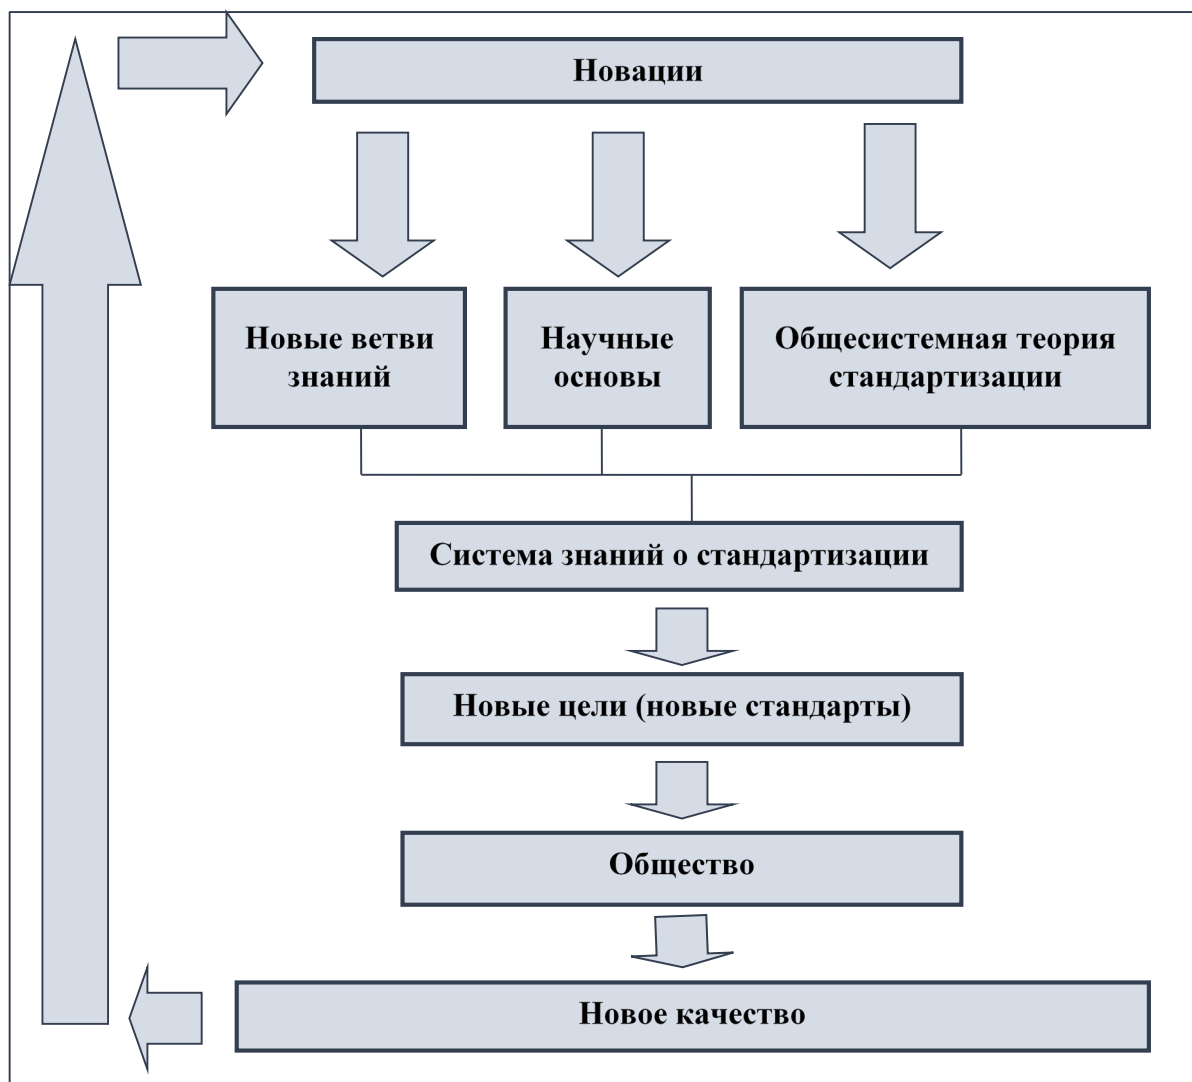 Новации
Новые ветви
знаний
Научные
основы
Общесистемная теория
стандартизации
Система знаний о стандартизации
Новые цели (новые стандарты)
Общество
Новое качество